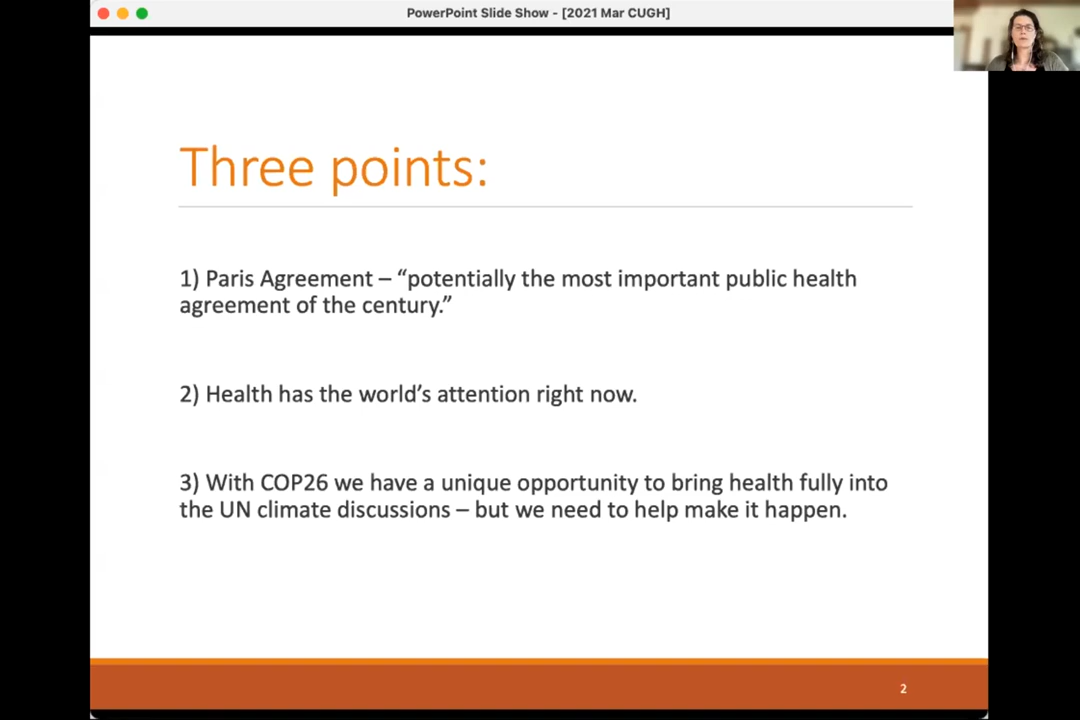 PowerPoint Slide Show - [2021 Mar CUGH]
Three points:
1) Paris Agreement – “potentially the most important public health
agreement of the century.”
2) Health has the world’s attention right now.
3) With COP26 we have a unique opportunity to bring health fully into
the UN climate discussions – but we need to help make it happen.
2